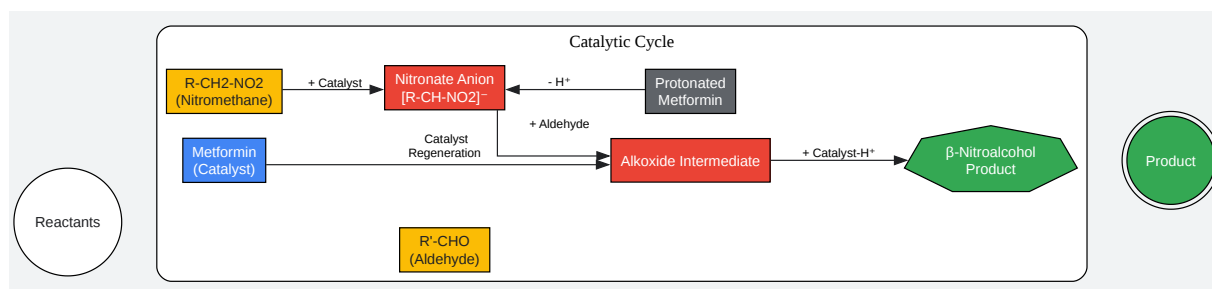 Catalytic Cycle
R-CH2-NO2
(Nitromethane)
+ Catalyst
Nitronate Anion
[R-CH-NO2]⁻
- H⁺
Protonated
Metformin
+ Aldehyde
Metformin
(Catalyst)
Catalyst
Regeneration
Alkoxide Intermediate
+ Catalyst-H⁺
β-Nitroalcohol
Product
Product
Reactants
R'-CHO
(Aldehyde)